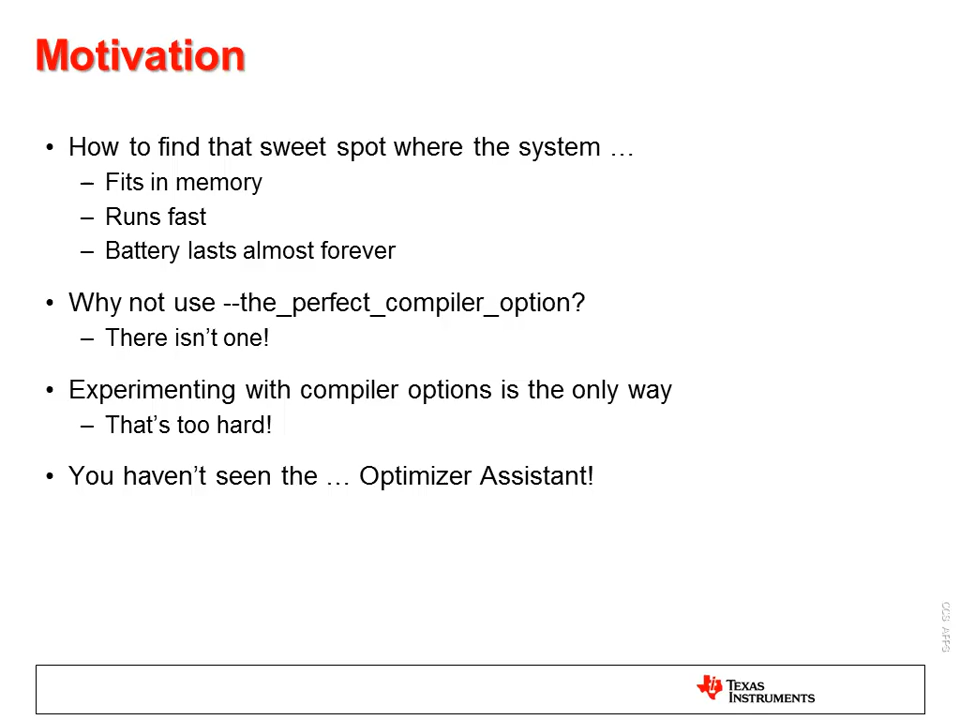 Motivation
• How to find that sweet spot where the system …
– Fits in memory
– Runs fast
– Battery lasts almost forever
• Why not use --the_perfect_compiler_option?
– There isn’t one!
• Experimenting with compiler options is the only way
– That’s too hard!
• You haven’t seen the … Optimizer Assistant!
CCS APPS
TEXAS
INSTRUMENTS